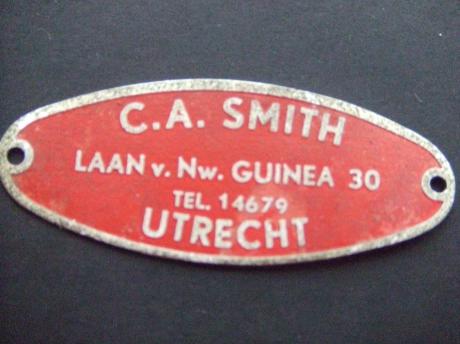 C.A. SMITH
LAAN v. Nw. GUINEA 30
TEL. 14679
UTRECHT